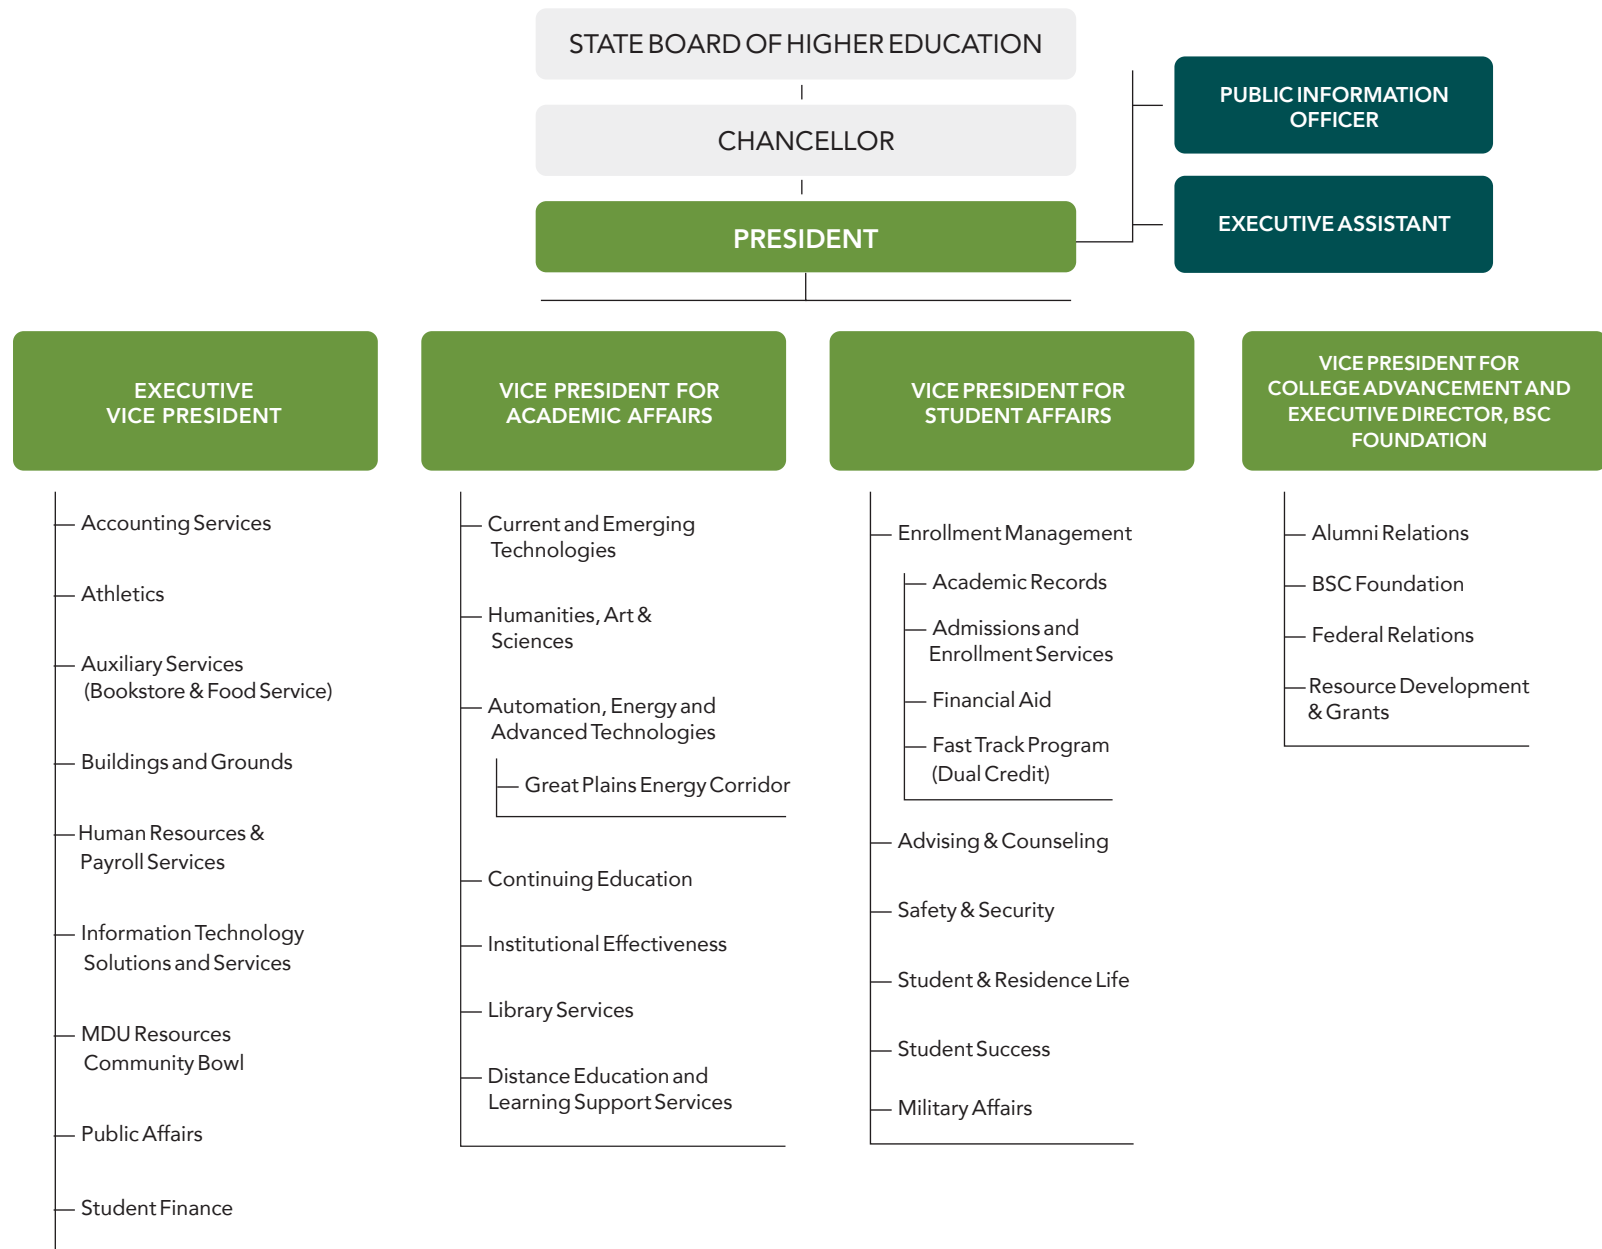 STATE BOARD OF HIGHER EDUCATION
CHANCELLOR
PRESIDENT
PUBLIC INFORMATION
OFFICER
EXECUTIVE ASSISTANT
EXECUTIVE
VICE PRESIDENT
Accounting Services
Athletics
Auxiliary Services
(Bookstore & Food Service)
Buildings and Grounds
Human Resources &
Payroll Services
Information Technology
Solutions and Services
MDU Resources
Community Bowl
Public Affairs
Student Finance
VICE PRESIDENT FOR
ACADEMIC AFFAIRS
Current and Emerging
Technologies
Humanities, Art &
Sciences
Automation, Energy and
Advanced Technologies
Great Plains Energy Corridor
Continuing Education
Institutional Effectiveness
Library Services
Distance Education and
Learning Support Services
VICE PRESIDENT FOR
STUDENT AFFAIRS
Enrollment Management
Academic Records
Admissions and
Enrollment Services
Financial Aid
Fast Track Program
(Dual Credit)
Advising & Counseling
Safety & Security
Student & Residence Life
Student Success
Military Affairs
VICE PRESIDENT FOR
COLLEGE ADVANCEMENT AND
EXECUTIVE DIRECTOR, BSC
FOUNDATION
Alumni Relations
BSC Foundation
Federal Relations
Resource Development
& Grants